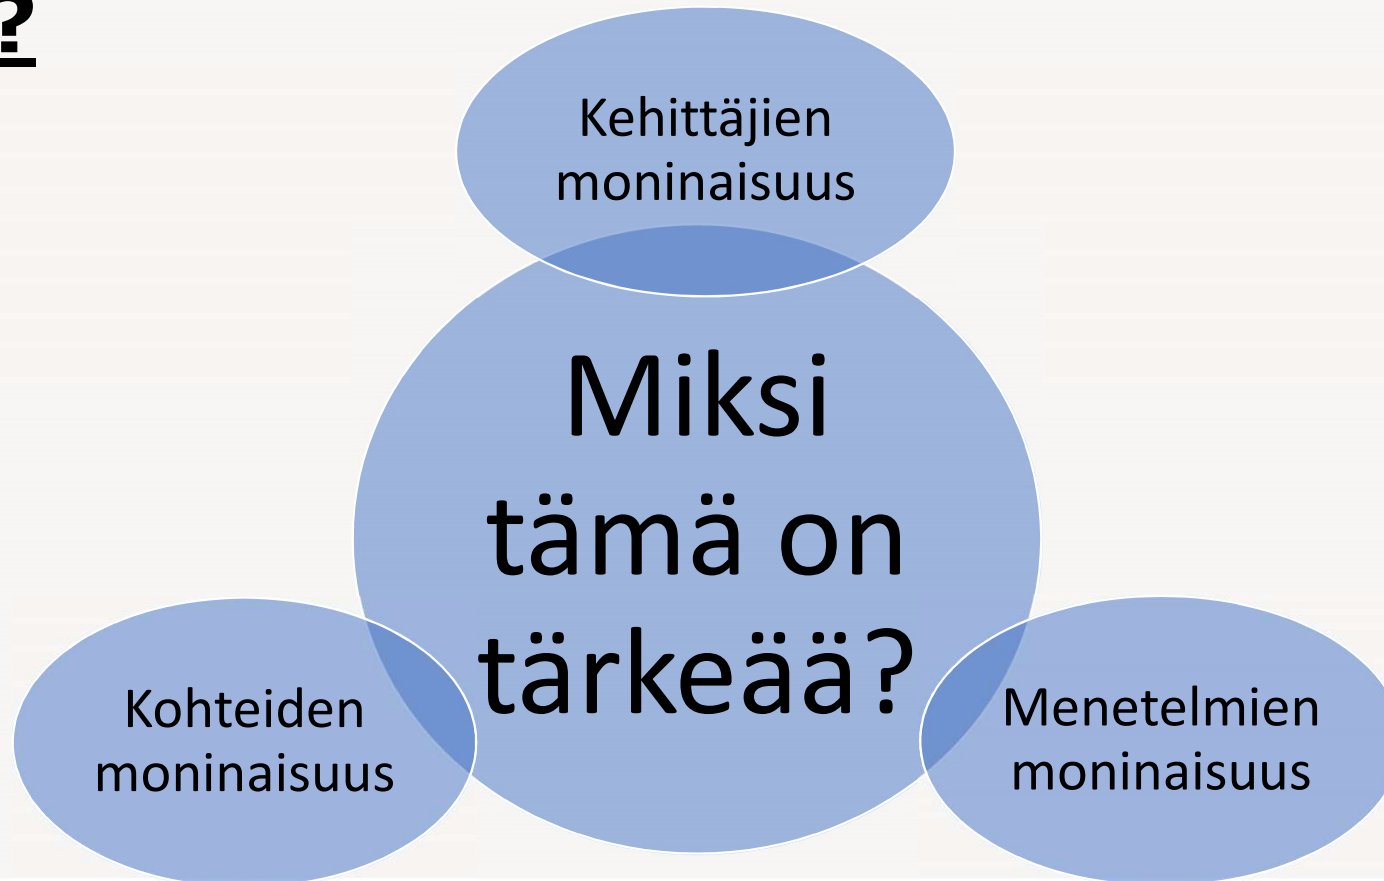 ?
Kehittäjien
moninaisuus
Miksi
tämä on
tärkeää?
Kohteiden
moninaisuus
Menetelmien
moninaisuus